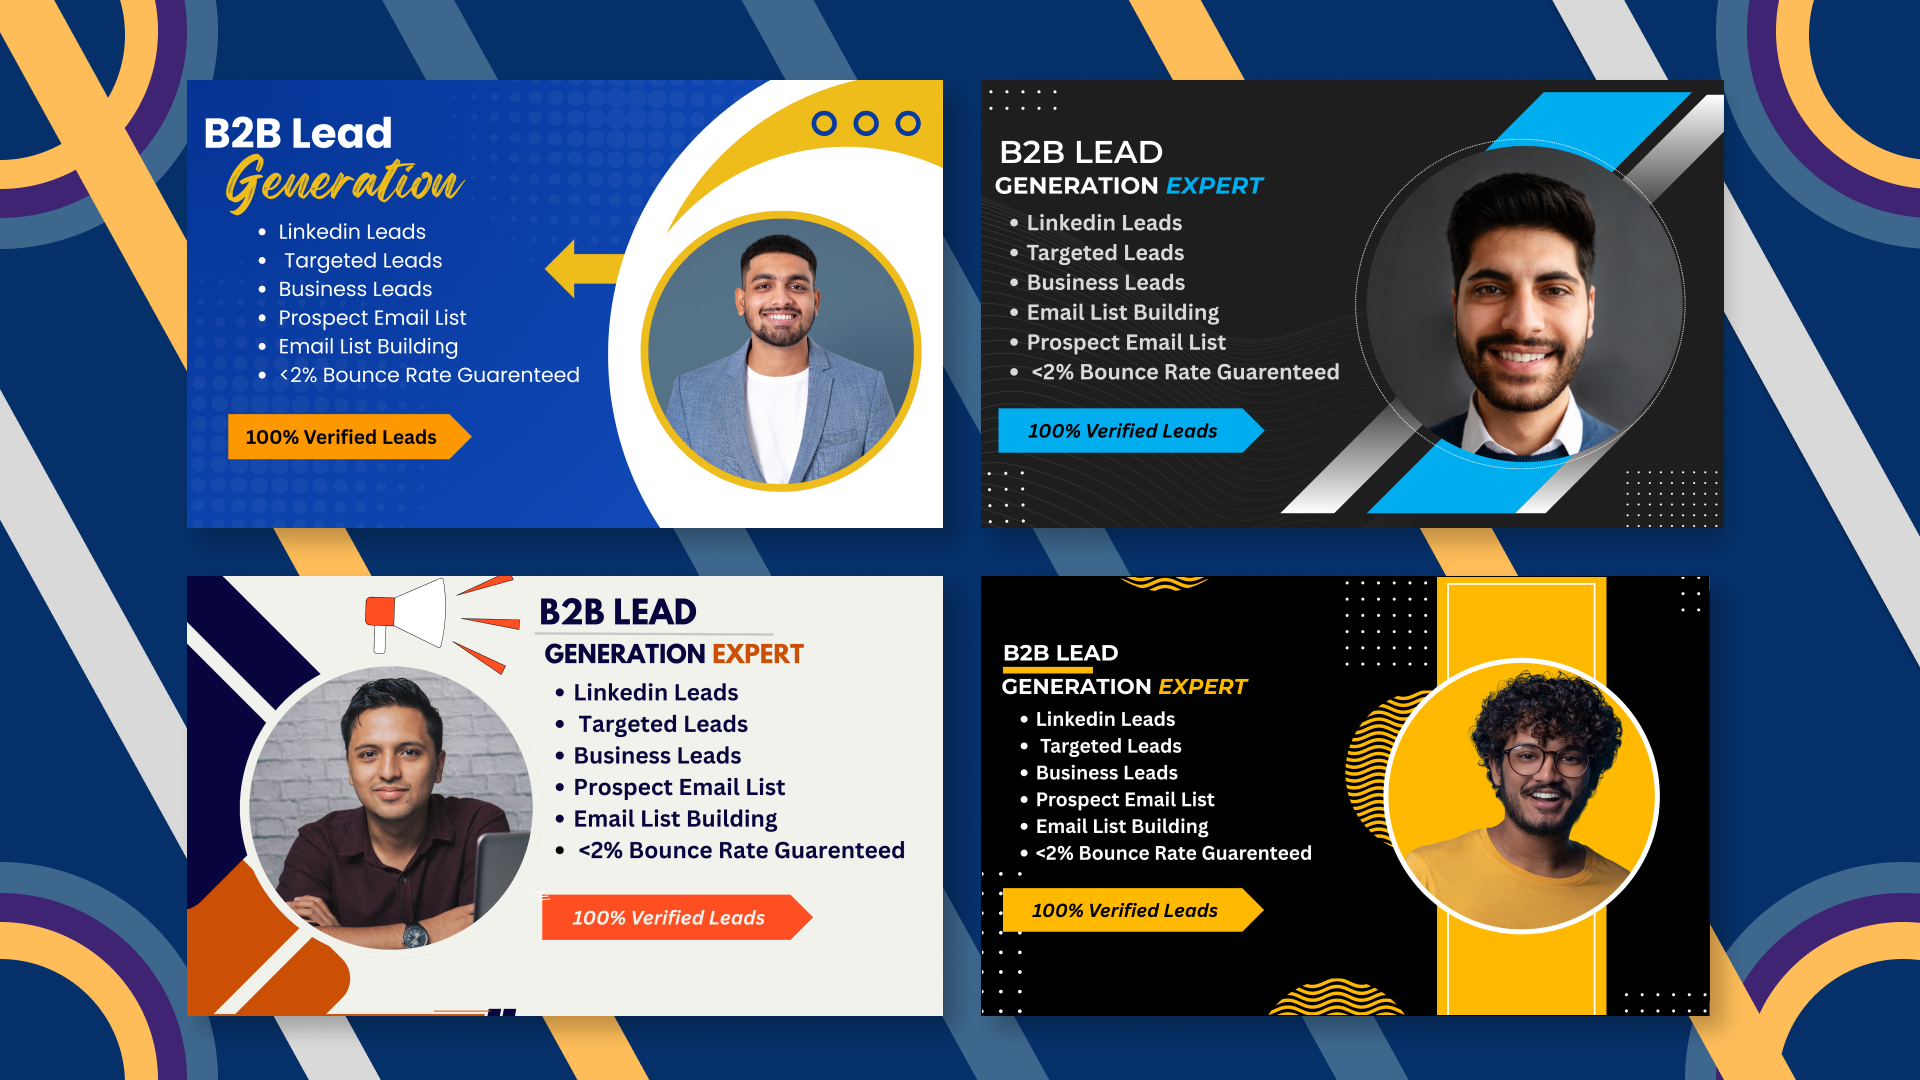 B2B Lead
Generation
• Linkedin Leads
• Targeted Leads
• Business Leads
• Prospect Email List
• Email List Building
• <2% Bounce Rate Guarenteed
100% Verified Leads
B2B LEAD
GENERATION EXPERT
• Linkedin Leads
• Targeted Leads
• Business Leads
• Email List Building
• Prospect Email List
• <2% Bounce Rate Guarenteed
100% Verified Leads
B2B LEAD
GENERATION EXPERT
• Linkedin Leads
• Targeted Leads
• Business Leads
• Prospect Email List
• Email List Building
• <2% Bounce Rate Guarenteed
100% Verified Leads
B2B LEAD
GENERATION EXPERT
• Linkedin Leads
• Targeted Leads
• Business Leads
• Prospect Email List
• Email List Building
• <2% Bounce Rate Guarenteed
100% Verified Leads